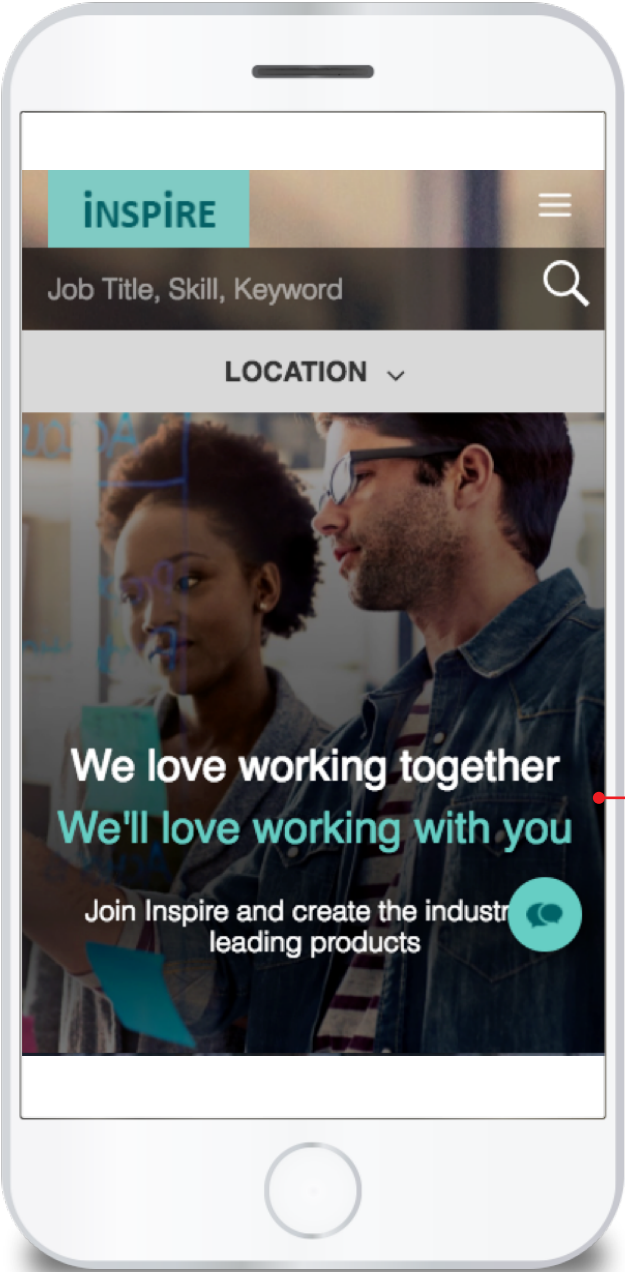 iNSPiRE
Job Title, Skill, Keyword
LOCATION
We love working together
We'll love working with you
Join Inspire and create the industr
leading products